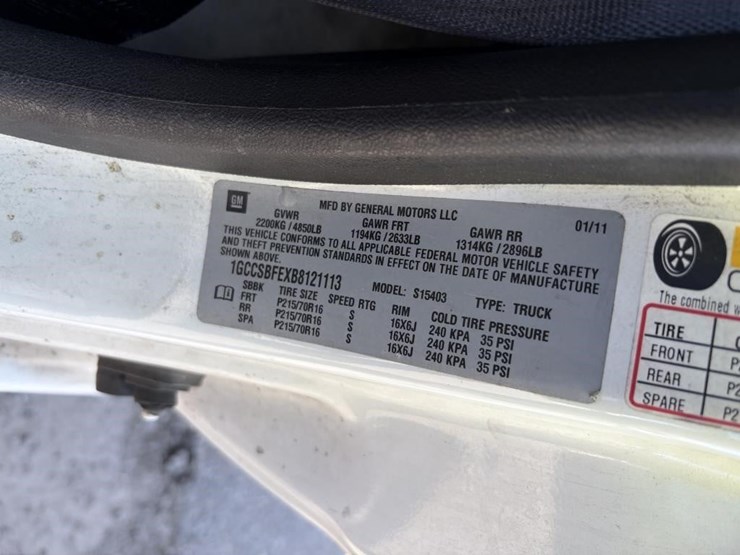 GM
MFD BY GENERAL MOTORS LLC 01/11
GVWR GAWR FRT GAWR RR
2200KG / 4850LB 1194KG / 2633LB 1314KG / 2896LB
THIS VEHICLE CONFORMS TO ALL APPLICABLE FEDERAL MOTOR VEHICLE SAFETY
AND THEFT PREVENTION STANDARDS IN EFFECT ON THE DATE OF MANUFACTURE
SHOWN ABOVE.
1GCCSBFEXB8121113 MODEL: S15403 TYPE: TRUCK
SBBK TIRE SIZE SPEED RTG RIM COLD TIRE PRESSURE
FRT P215/70R16 S 16X6J 240 KPA 35 PSI
RR P215/70R16 S 16X6J 240 KPA 35 PSI
SPA P215/70R16 S 16X6J 240 KPA 35 PSI
The combined
TIRE
FRONT P2
REAR P2
SPARE P2